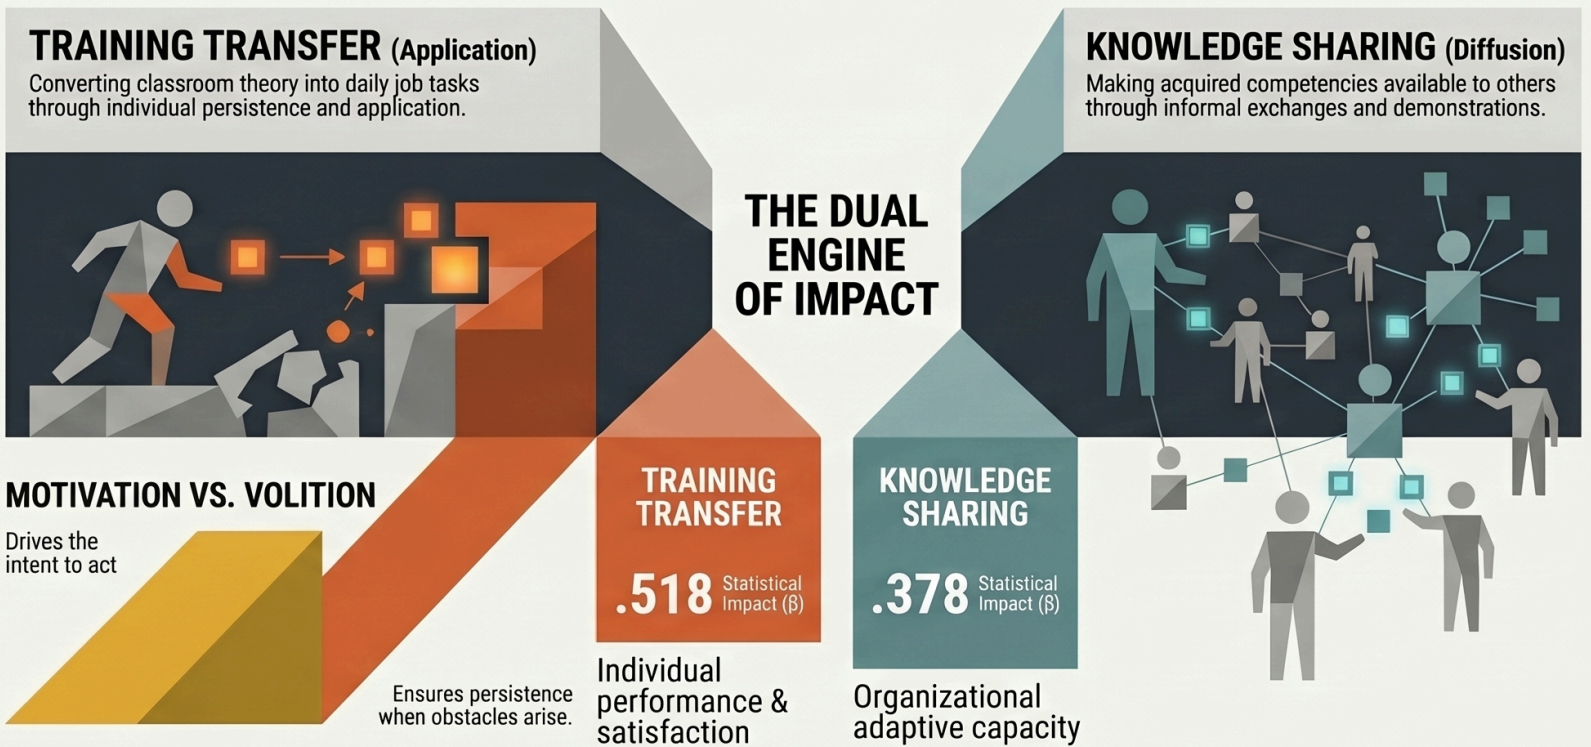 TRAINING TRANSFER (Application)
Converting classroom theory into daily job tasks
through individual persistence and application.
KNOWLEDGE SHARING (Diffusion)
Making acquired competencies available to others
through informal exchanges and demonstrations.
THE DUAL
ENGINE
OF IMPACT
MOTIVATION VS. VOLITION
Drives the
intent to act
Ensures persistence
when obstacles arise.
TRAINING
TRANSFER
.518 Statistical
Impact (β)
Individual
performance &
satisfaction
KNOWLEDGE
SHARING
.378 Statistical
Impact (β)
Organizational
adaptive capacity